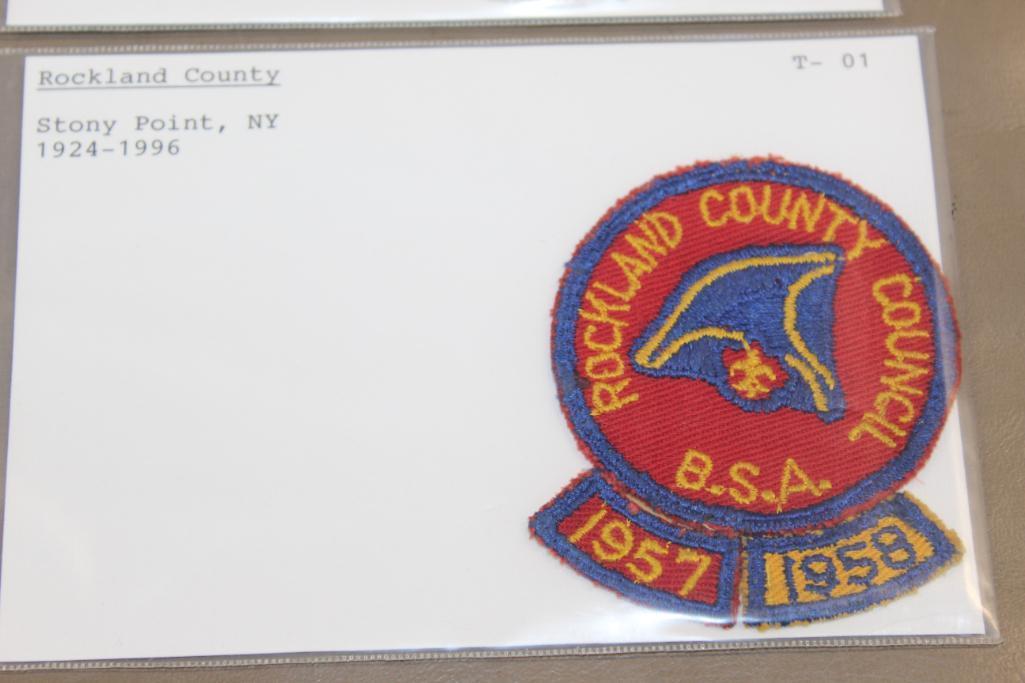 Rockland County
T- 01
Stony Point, NY
1924-1996
ROCKLAND COUNTY COUNCIL
B.S.A.
1957
1958